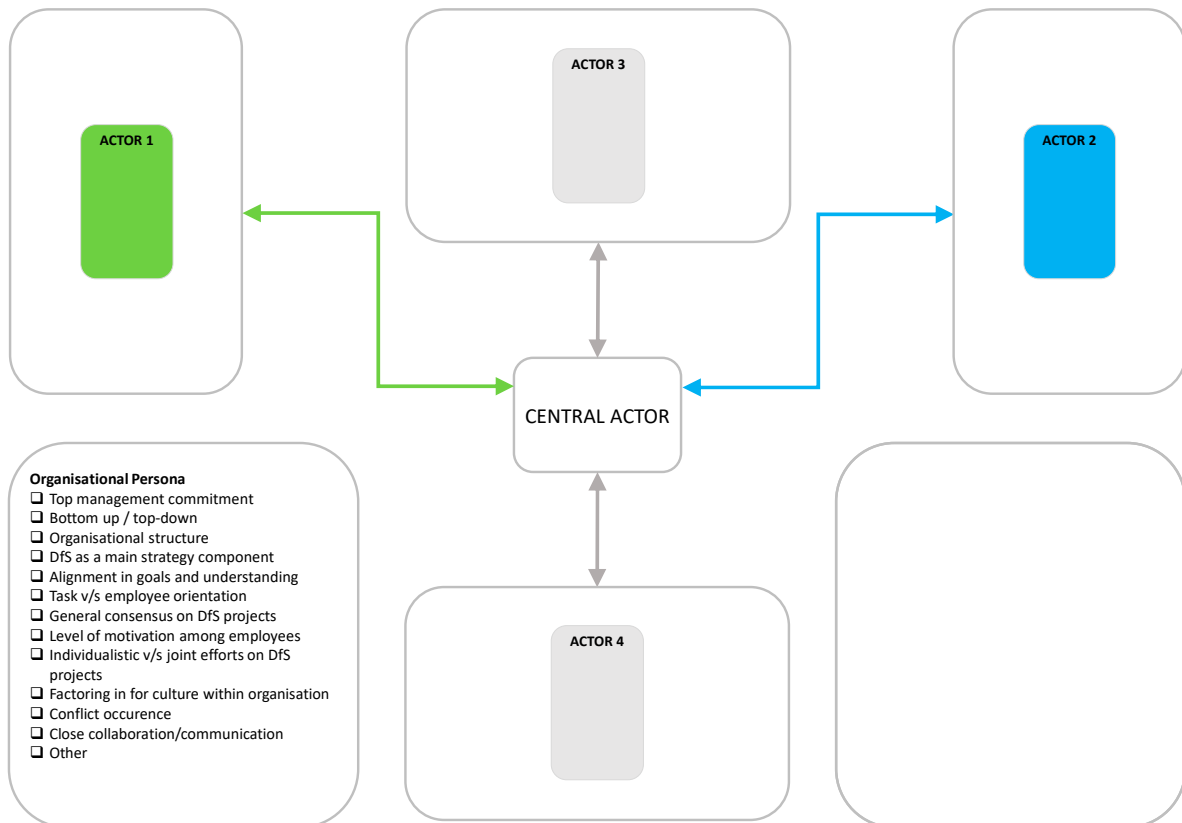 ACTOR 3
ACTOR 1
ACTOR 2
CENTRAL ACTOR
Organisational Persona
❑ Top management commitment
❑ Bottom up / top-down
❑ Organisational structure
❑ DfS as a main strategy component
❑ Alignment in goals and understanding
❑ Task v/s employee orientation
❑ General consensus on DfS projects
❑ Level of motivation among employees
❑ Individualistic v/s joint efforts on DfS
projects
❑ Factoring in for culture within organisation
❑ Conflict occurence
❑ Close collaboration/communication
❑ Other
ACTOR 4